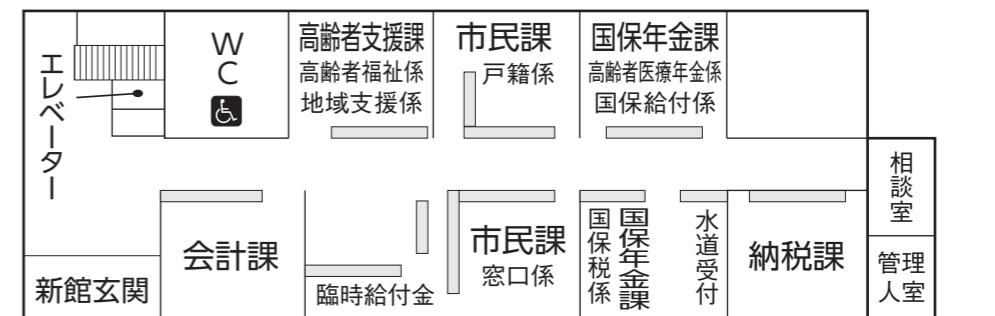 エレベーター
WC
高齢者支援課
高齢者福祉係
地域支援係
市民課
戸籍係
国保年金課
高齢者医療年金係
国保給付係
相談室
新館玄関
会計課
臨時給付金
市民課
窓口係
国保年金課
国保税係
水道受付
納税課
管理
人室